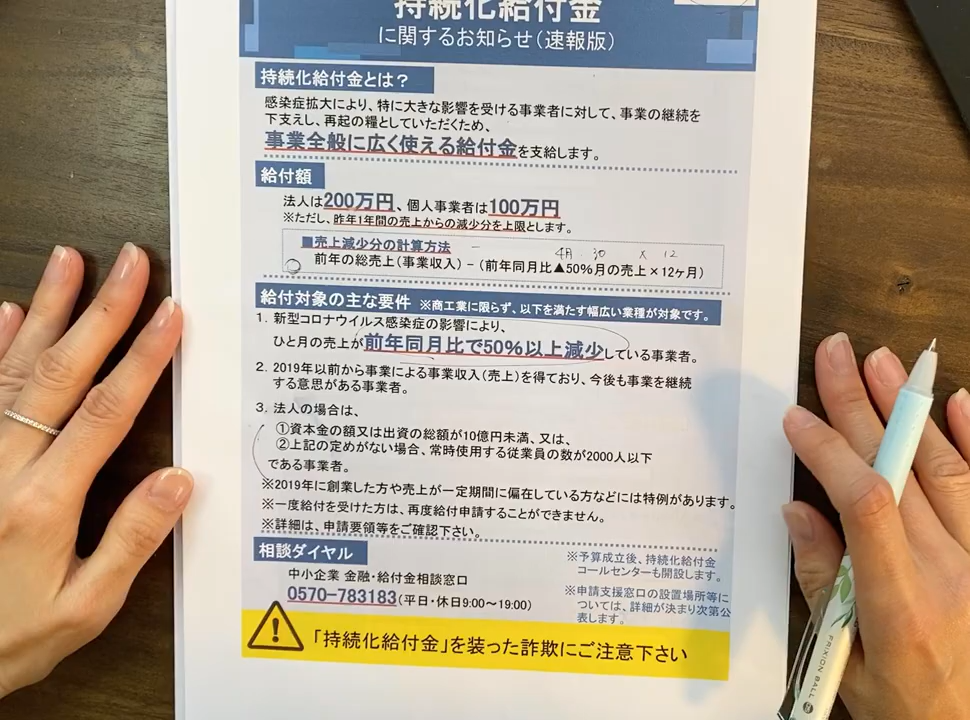 持続化給付金
に関するお知らせ(速報版)
持続化給付金とは?
感染症拡大により、特に大きな影響を受ける事業者に対して、事業の継続を
下支えし、再起の糧としていただくため、
事業全般に広く使える給付金を支給します。
給付額
法人は200万円、個人事業者は100万円
※ただし、昨年1年間の売上からの減少分を上限とします。
■売上減少分の計算方法
4月 30 × 12
前年の総売上(事業収入)-(前年同月比▲50%月の売上×12ヶ月)
給付対象の主な要件 ※商工業に限らず、以下を満たす幅広い業種が対象です。
1. 新型コロナウイルス感染症の影響により、
ひと月の売上が前年同月比で50%以上減少している事業者。
2. 2019年以前から事業による事業収入(売上)を得ており、今後も事業を継続
する意思がある事業者。
3. 法人の場合は、
①資本金の額又は出資の総額が10億円未満、又は、
②上記の定めがない場合、常時使用する従業員の数が2000人以下
である事業者。
※2019年に創業した方や売上が一定期間に偏在している方などには特例があります。
※一度給付を受けた方は、再度給付申請することができません。
※詳細は、申請要領等をご確認下さい。
相談ダイヤル
中小企業 金融・給付金相談窓口
0570-783183(平日・休日9:00~19:00)
※予算成立後、持続化給付金
コールセンターも開設します。
※申請支援窓口の設置場所等に
ついては、詳細が決まり次第公
表します。
「持続化給付金」を装った詐欺にご注意下さい
FRIXION BALL